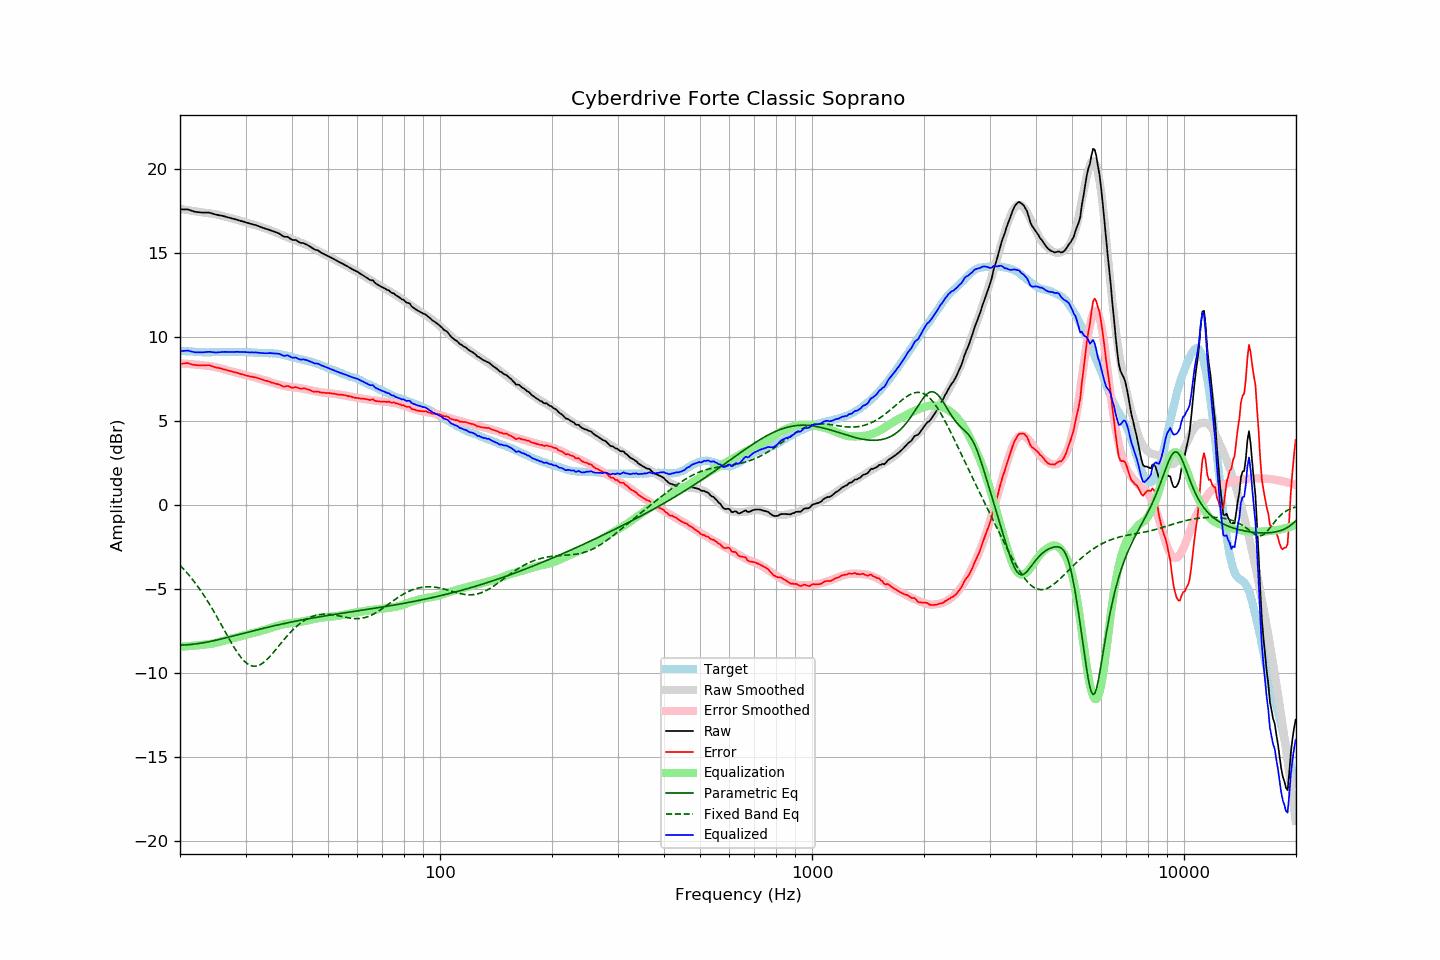 Cyberdrive Forte Classic Soprano
Amplitude (dBr)
20
15
10
5
0
−5
−10
−15
−20
Target
Raw Smoothed
Error Smoothed
Raw
Error
Equalization
Parametric Eq
Fixed Band Eq
Equalized
100
1000
10000
Frequency (Hz)